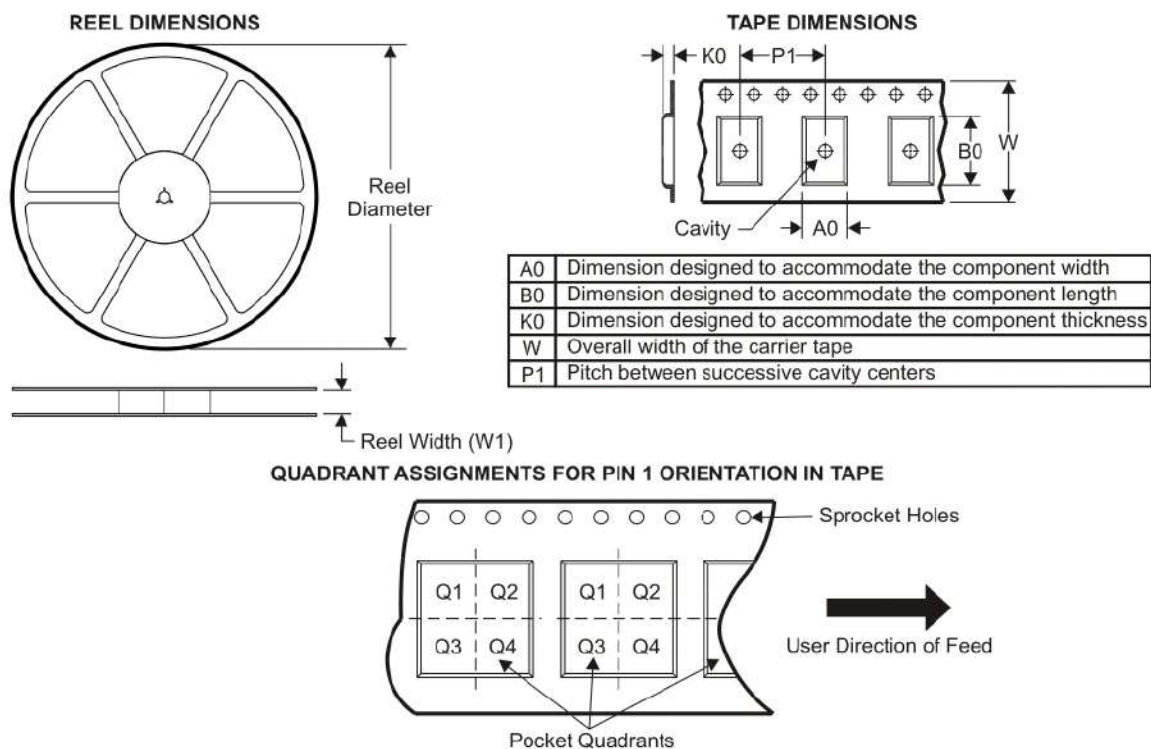 REEL DIMENSIONS
Reel
Diameter
Reel Width (W1)
TAPE DIMENSIONS
K0
P1
B0
W
Cavity
A0
A0 Dimension designed to accommodate the component width
B0 Dimension designed to accommodate the component length
K0 Dimension designed to accommodate the component thickness
W Overall width of the carrier tape
P1 Pitch between successive cavity centers
QUADRANT ASSIGNMENTS FOR PIN 1 ORIENTATION IN TAPE
Sprocket Holes
Q1 Q2 Q1 Q2
Q3 Q4 Q3 Q4
User Direction of Feed
Pocket Quadrants